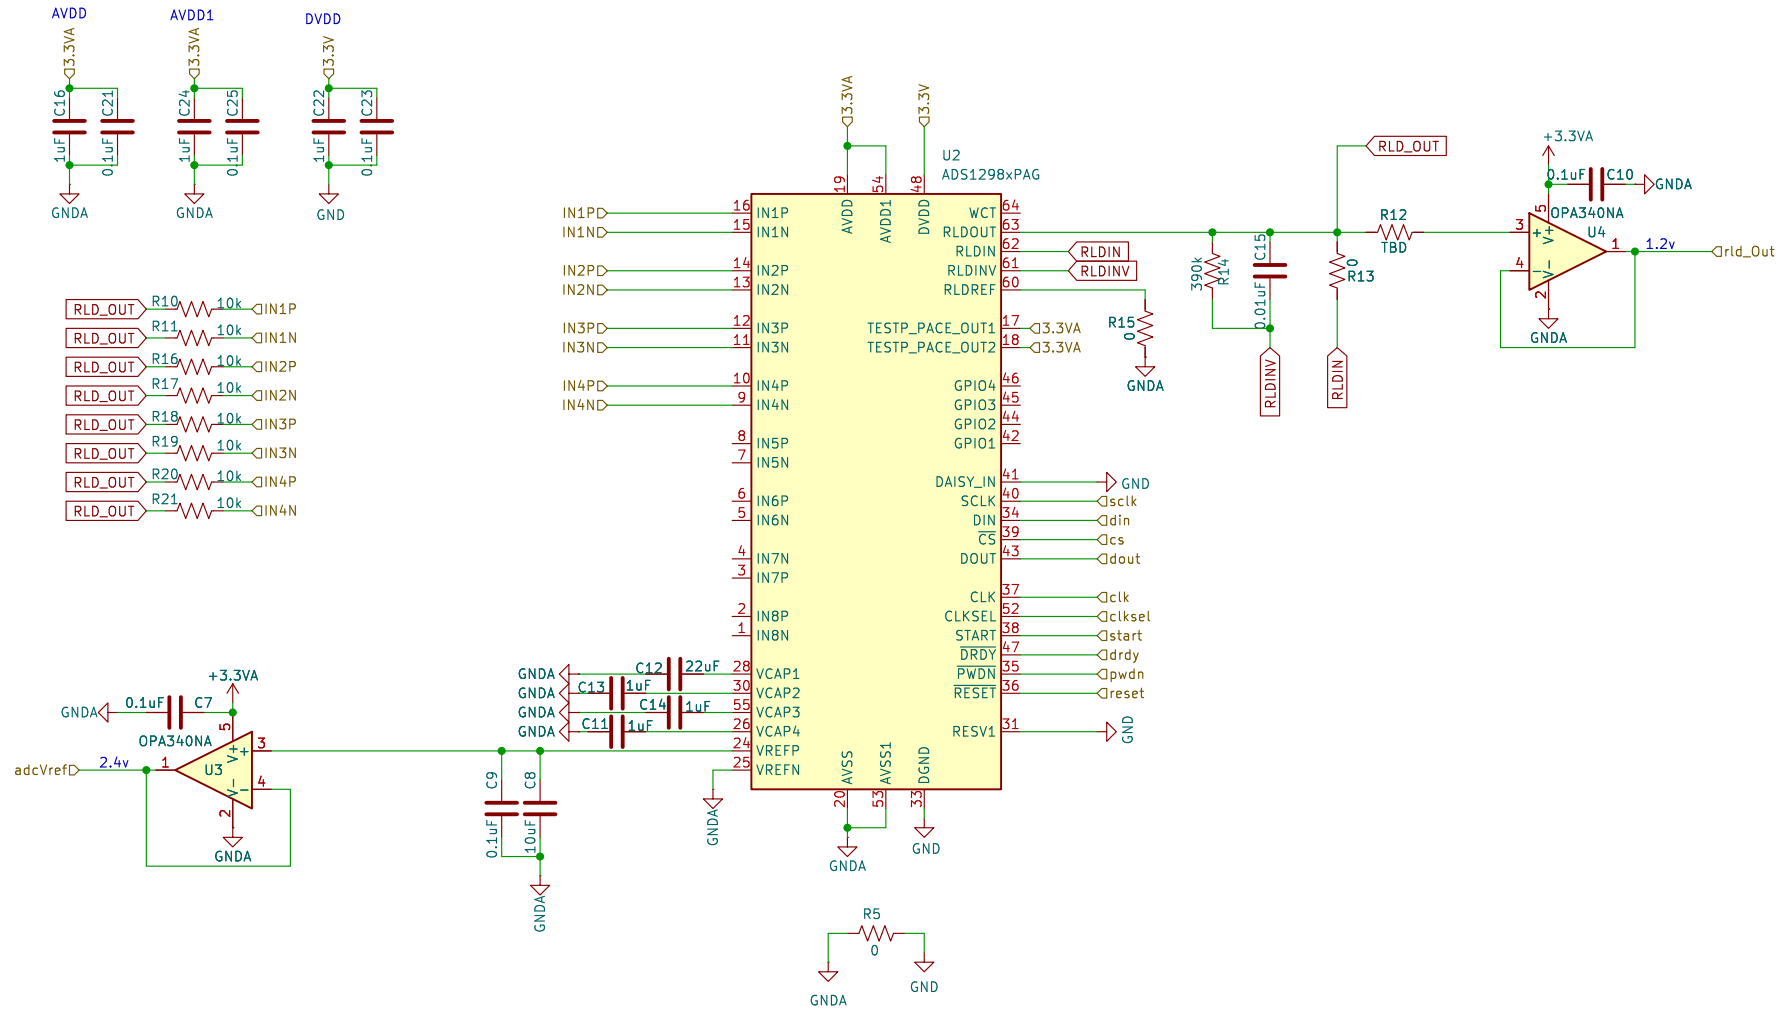 AVDD
AVDD1
DVDD
3.3VA
3.3VA
3.3V
C16
1uF
C21
0.1uF
C24
1uF
C25
0.1uF
C22
1uF
C23
0.1uF
GNDA
GNDA
GND
RLD_OUT R10 10k IN1P
RLD_OUT R11 10k IN1N
RLD_OUT R16 10k IN2P
RLD_OUT R17 10k IN2N
RLD_OUT R18 10k IN3P
RLD_OUT R19 10k IN3N
RLD_OUT R20 10k IN4P
RLD_OUT R21 10k IN4N
3.3VA
3.3V
U2
ADS1298xPAG
19 54 48
AVDD AVDD1 DVDD
IN1P 16 IN1P
IN1N 15 IN1N
IN2P 14 IN2P
IN2N 13 IN2N
IN3P 12 IN3P
IN3N 11 IN3N
IN4P 10 IN4P
IN4N 9 IN4N
8 IN5P
7 IN5N
6 IN6P
5 IN6N
4 IN7N
3 IN7P
2 IN8P
1 IN8N
GNDA C12 22uF 28 VCAP1
GNDA C13 1uF 30 VCAP2
GNDA C14 1uF 55 VCAP3
GNDA C11 1uF 26 VCAP4
24 VREFP
25 VREFN
GNDA
WCT 64
RLDOUT 63
RLDIN 62 RLDIN
RLDINV 61 RLDINV
RLDREF 60
TESTP_PACE_OUT1 17 3.3VA
TESTP_PACE_OUT2 18 3.3VA
GPIO4 46
GPIO3 45
GPIO2 44
GPIO1 42
DAISY_IN 41 GND
SCLK 40 sclk
DIN 34 din
CS 39 cs
DOUT 43 dout
CLK 37 clk
CLKSEL 52 clksel
START 38 start
DRDY 47 drdy
PWDN 35 pwdn
RESET 36 reset
RESV1 31 GND
AVSS AVSS1 DGND
20 53 33
GNDA
GND
R15
0
GNDA
390k
R14
C15
0.01uF
RLDINV
0
R13
RLDIN
RLD_OUT
R12
TBD
+3.3VA
0.1uF C10 GNDA
OPA340NA
U4
3 + 5 V+
4 - V- 2
1 1.2v rld_Out
GNDA
+3.3VA
0.1uF C7
GNDA
OPA340NA
U3
5 V+ + 3
2 V- - 4
adcVref 2.4v 1
GNDA
C9
0.1uF
C8
10uF
GNDA
R5
0
GNDA
GND